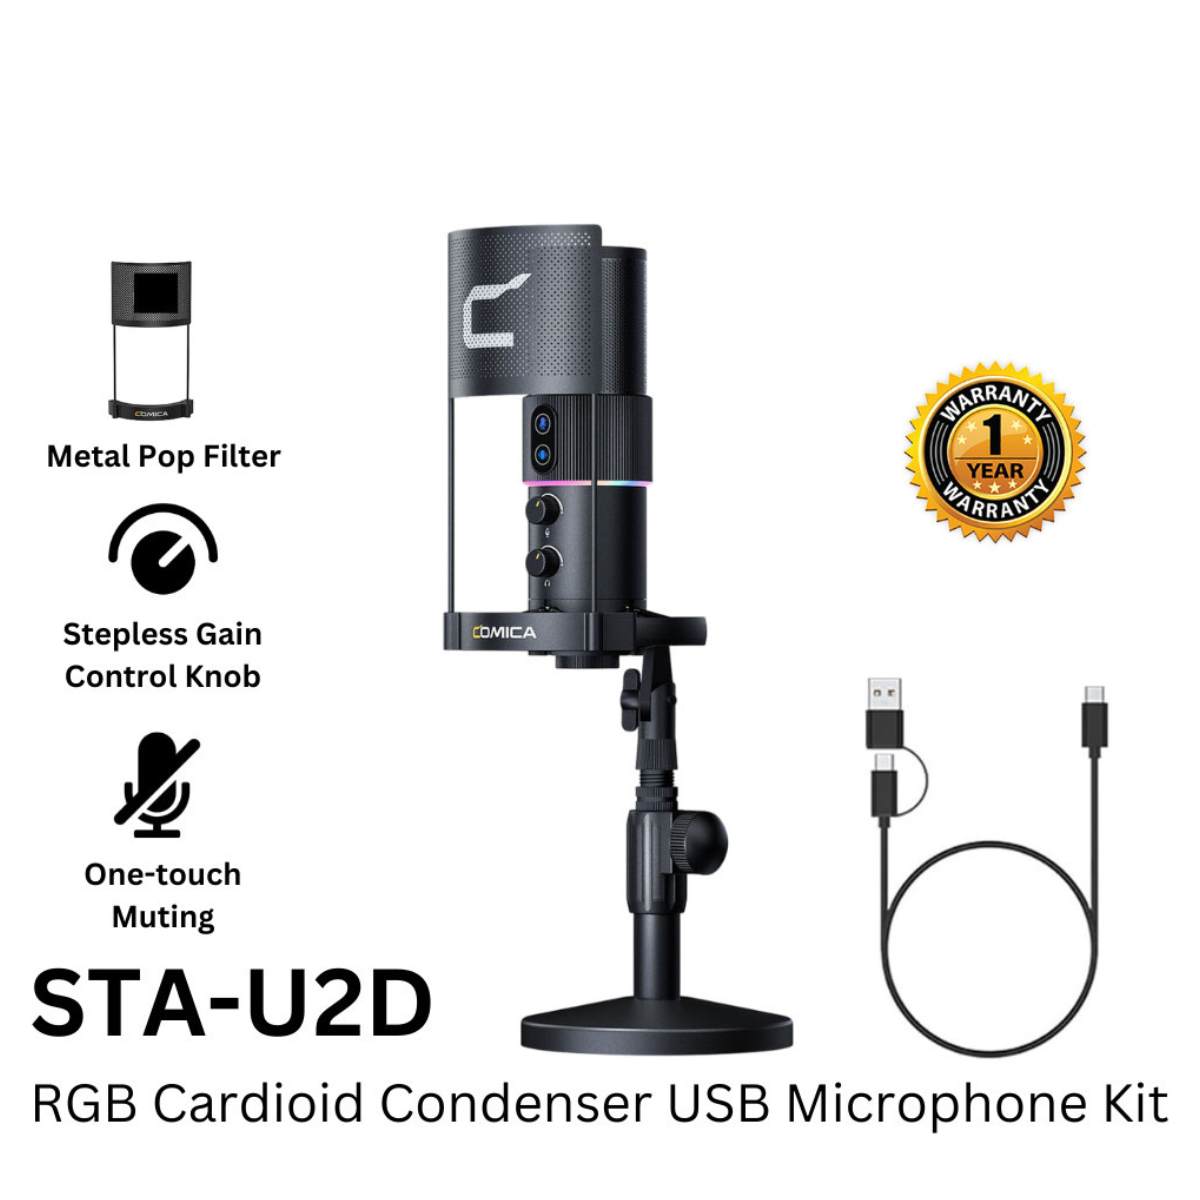 COMICA
Metal Pop Filter
Stepless Gain
Control Knob
One-touch
Muting
COMICA
WARRANTY
1
YEAR
WARRANTY
STA-U2D
RGB Cardioid Condenser USB Microphone Kit